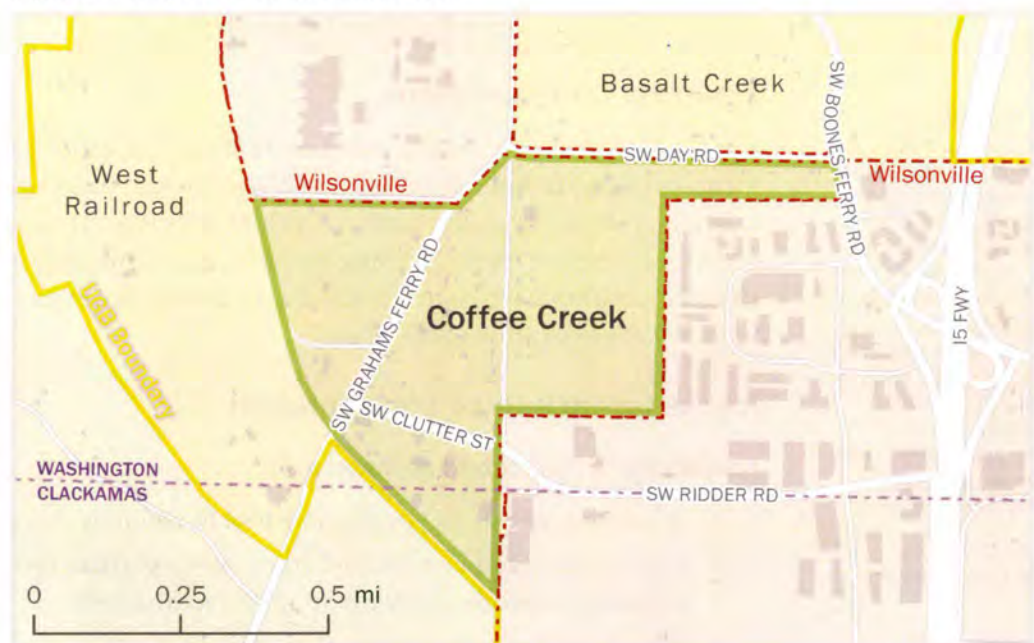 Basalt Creek
SW BOONES FERRY RD
SW DAY RD
West
Railroad
Wilsonville
Wilsonville
SW GRAHAMS FERRY RD
Coffee Creek
I5 FWY
UGB Boundary
SW CLUTTER ST
WASHINGTON
CLACKAMAS
SW RIDDER RD
0 0.25 0.5 mi